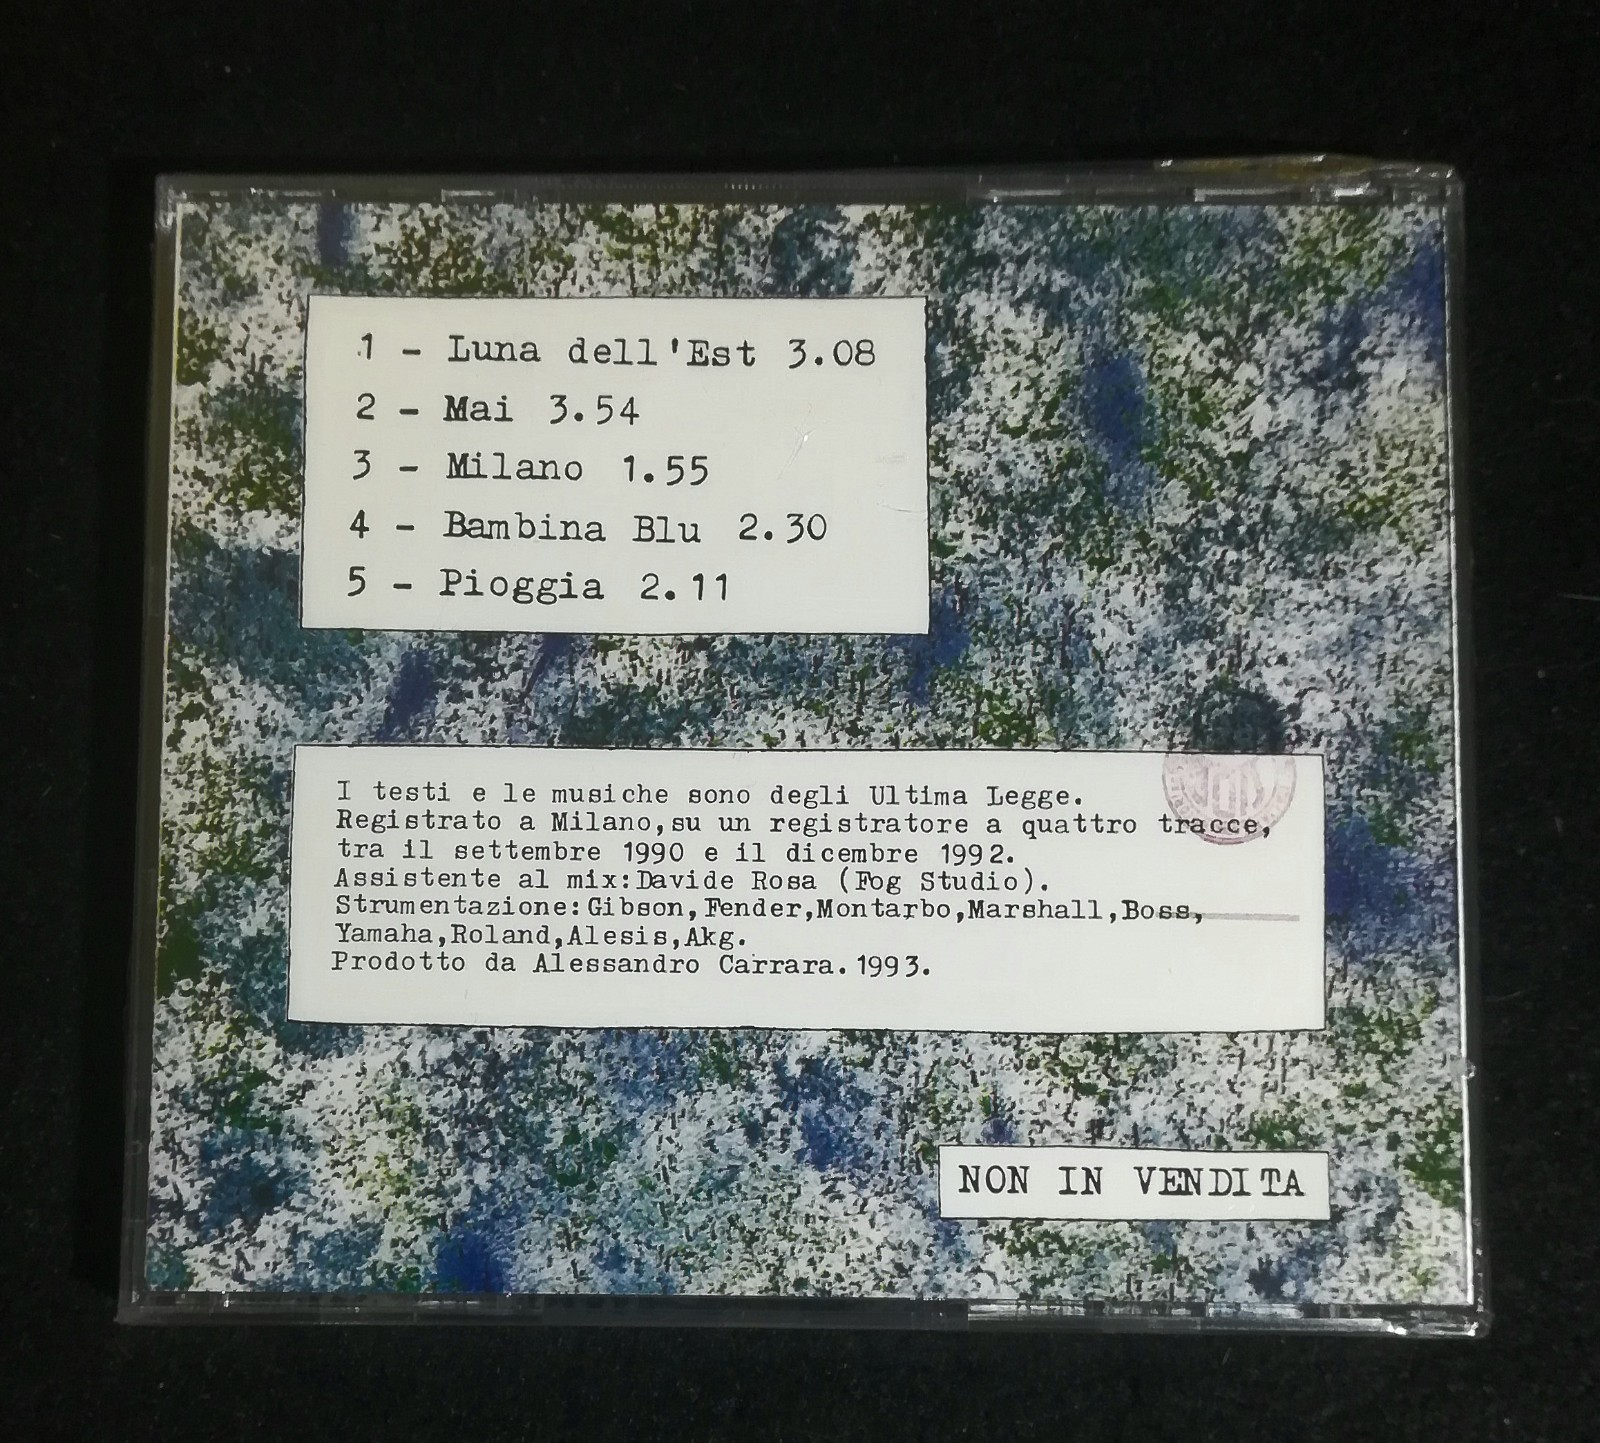 1 - Luna dell'Est 3.08
2 - Mai 3.54
3 - Milano 1.55
4 - Bambina Blu 2.30
5 - Pioggia 2.11
I testi e le musiche sono degli Ultima Legge.
Registrato a Milano,su un registratore a quattro tracce,
tra il settembre 1990 e il dicembre 1992.
Assistente al mix:Davide Rosa (Fog Studio).
Strumentazione:Gibson,Fender,Montarbo,Marshall,Boss,
Yamaha,Roland,Alesis,Akg.
Prodotto da Alessandro Carrara.1993.
NON IN VENDITA